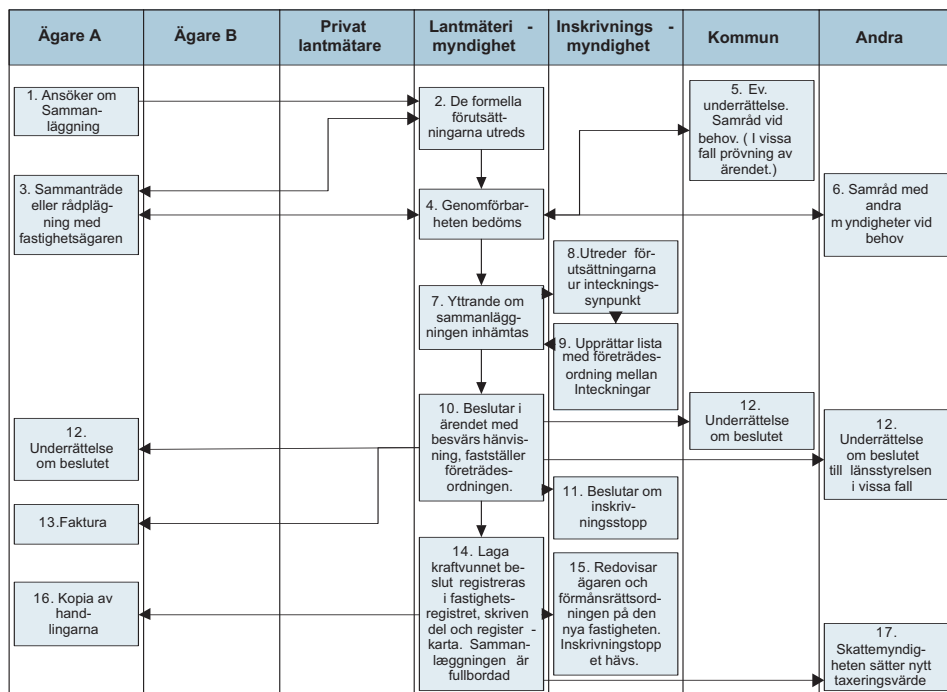 Ägare A
Ägare B
Privat
lantmätare
Lantmäteri -
myndighet
Inskrivnings -
myndighet
Kommun
Andra
1. Ansöker om
Samman-
läggning
2. De formella
förutsätt-
ningarna utreds
5. Ev.
underrättelse.
Samråd vid
behov. ( I vissa
fall prövning av
ärendet.)
3. Sammanträde
eller rådpläg-
ning med
fastighetsägaren
4. Genomförbar-
heten bedöms
6. Samråd med
andra
myndigheter vid
behov
8.Utreder för-
utsättningarna
ur intecknings-
synpunkt
7. Yttrande om
sammanlägg-
ningen inhämtas
9. Upprättar lista
med företrädes-
ordning mellan
Inteckningar
10. Beslutar i
ärendet med
besvärs hänvis-
ning, fastställer
företrädes-
ordningen.
12.
Underrättelse
om beslutet
12.
Underrättelse
om beslutet
12.
Underrättelse
om beslutet
till länsstyrelsen
i vissa fall
11. Beslutar om
inskriv-
ningsstopp
13.Faktura
14. Laga
kraftvunnet be-
slut registreras
i fastighets-
registret, skriven
del och register -
karta. Samman-
læggningen är
fullbordad
15. Redovisar
ägaren och
förmånsrättsord-
ningen på den
nya fastigheten.
Inskrivningstopp
et hävs.
16. Kopia av
hand-
lingarna
17.
Skattemyndig-
heten sätter nytt
taxeringsvärde